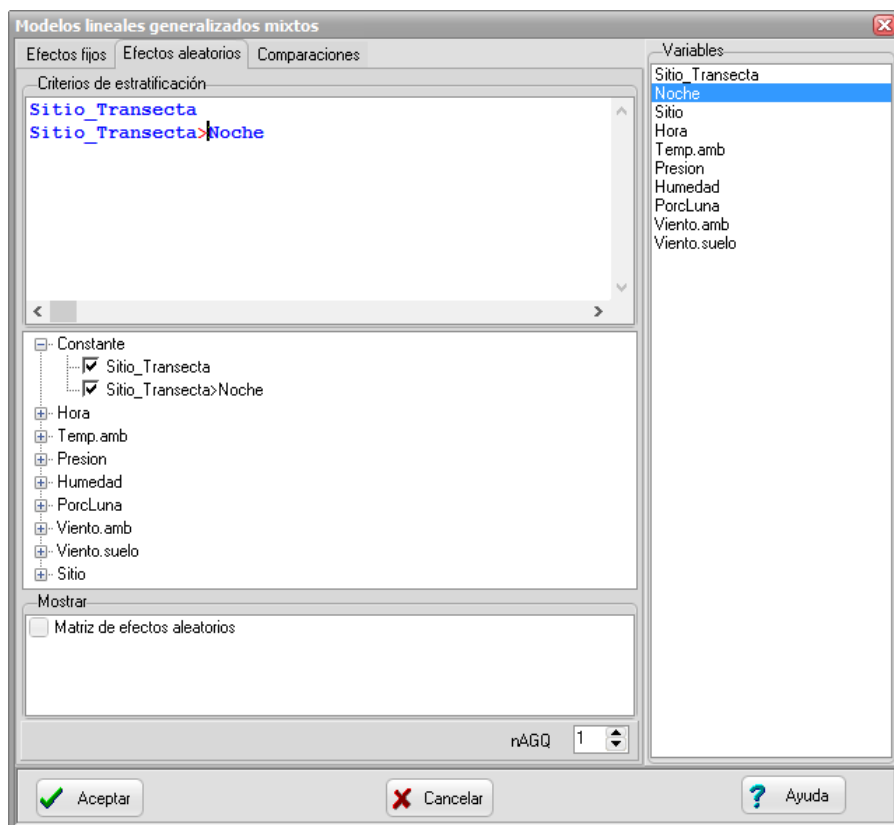 Modelos lineales generalizados mixtos
Efectos fijos Efectos aleatorios Comparaciones
Criterios de estratificación
Sitio_Transecta
Sitio_Transecta>Noche
Constante
Sitio_Transecta
Sitio_Transecta>Noche
Hora
Temp.amb
Presion
Humedad
PorcLuna
Viento.amb
Viento.suelo
Sitio
Mostrar
Matriz de efectos aleatorios
nAGQ 1
Variables
Sitio_Transecta
Noche
Sitio
Hora
Temp.amb
Presion
Humedad
PorcLuna
Viento.amb
Viento.suelo
Aceptar Cancelar ? Ayuda